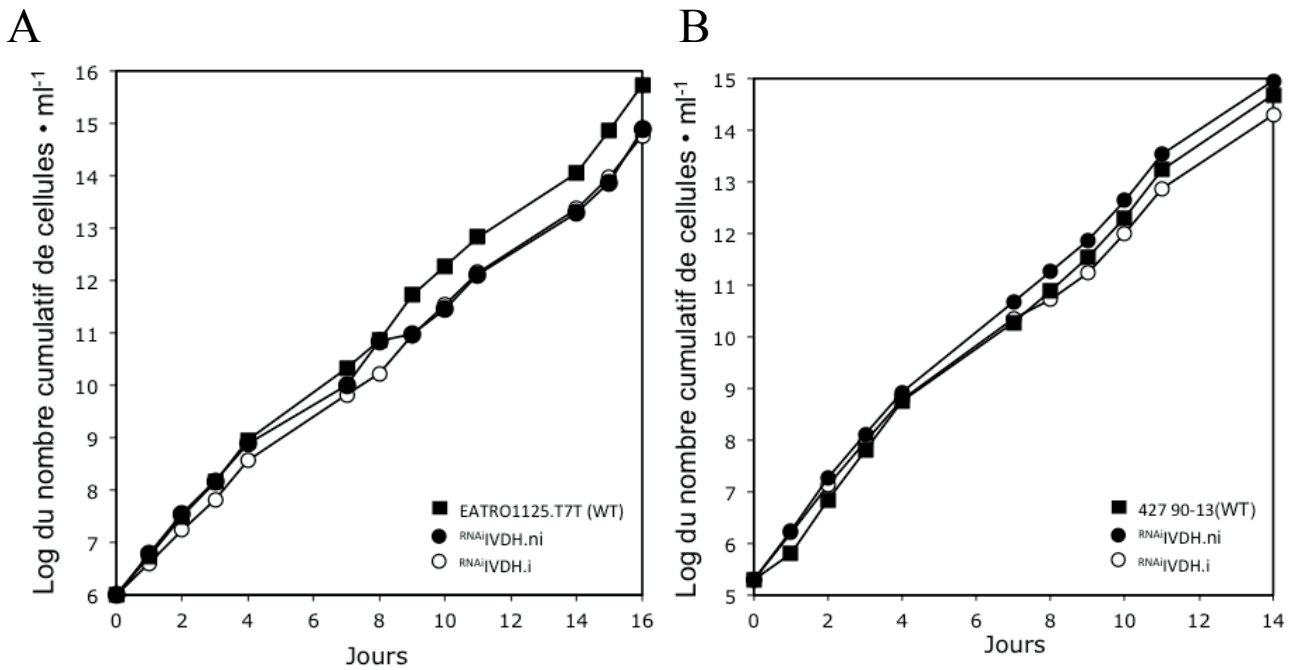 A
B
Log du nombre cumulatif de cellules • ml-1
16
15
14
13
12
11
10
9
8
7
6
0 2 4 6 8 10 12 14 16
Jours
EATRO1125.T7T (WT)
RNAiIVDH.ni
RNAiIVDH.i
Log du nombre cumulatif de cellules • ml-1
15
14
13
12
11
10
9
8
7
6
5
0 2 4 6 8 10 12 14
Jours
427 90-13(WT)
RNAiIVDH.ni
RNAiIVDH.i